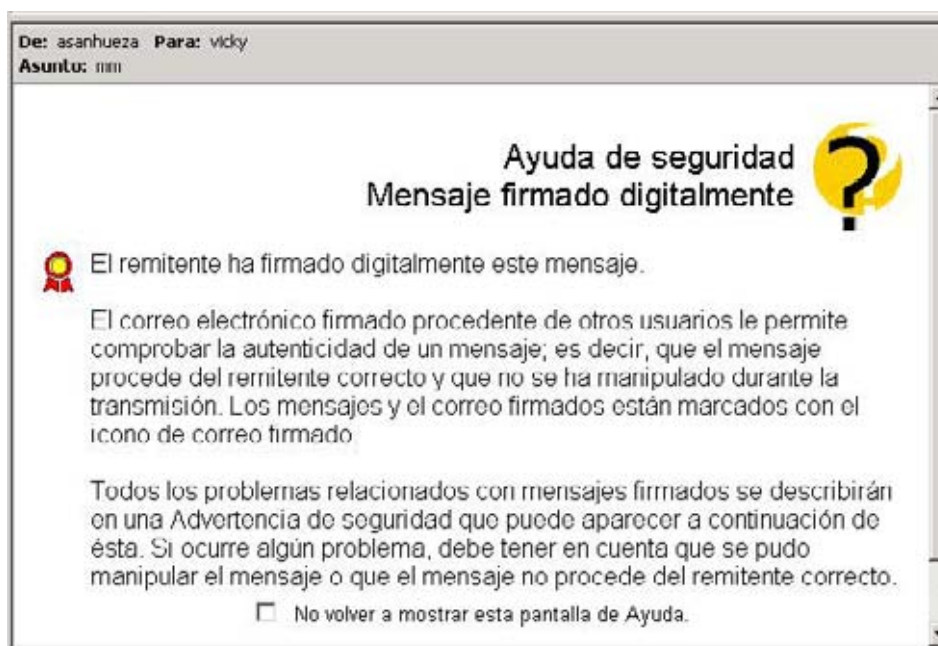 De: asanhueza Para: vicky
Asunto: mm
Ayuda de seguridad
Mensaje firmado digitalmente
El remitente ha firmado digitalmente este mensaje.
El correo electrónico firmado procedente de otros usuarios le permite
comprobar la autenticidad de un mensaje; es decir, que el mensaje
procede del remitente correcto y que no se ha manipulado durante la
transmisión. Los mensajes y el correo firmados están marcados con el
icono de correo firmado.
Todos los problemas relacionados con mensajes firmados se describirán
en una Advertencia de seguridad que puede aparecer a continuación de
ésta. Si ocurre algún problema, debe tener en cuenta que se pudo
manipular el mensaje o que el mensaje no procede del remitente correcto.
No volver a mostrar esta pantalla de Ayuda.